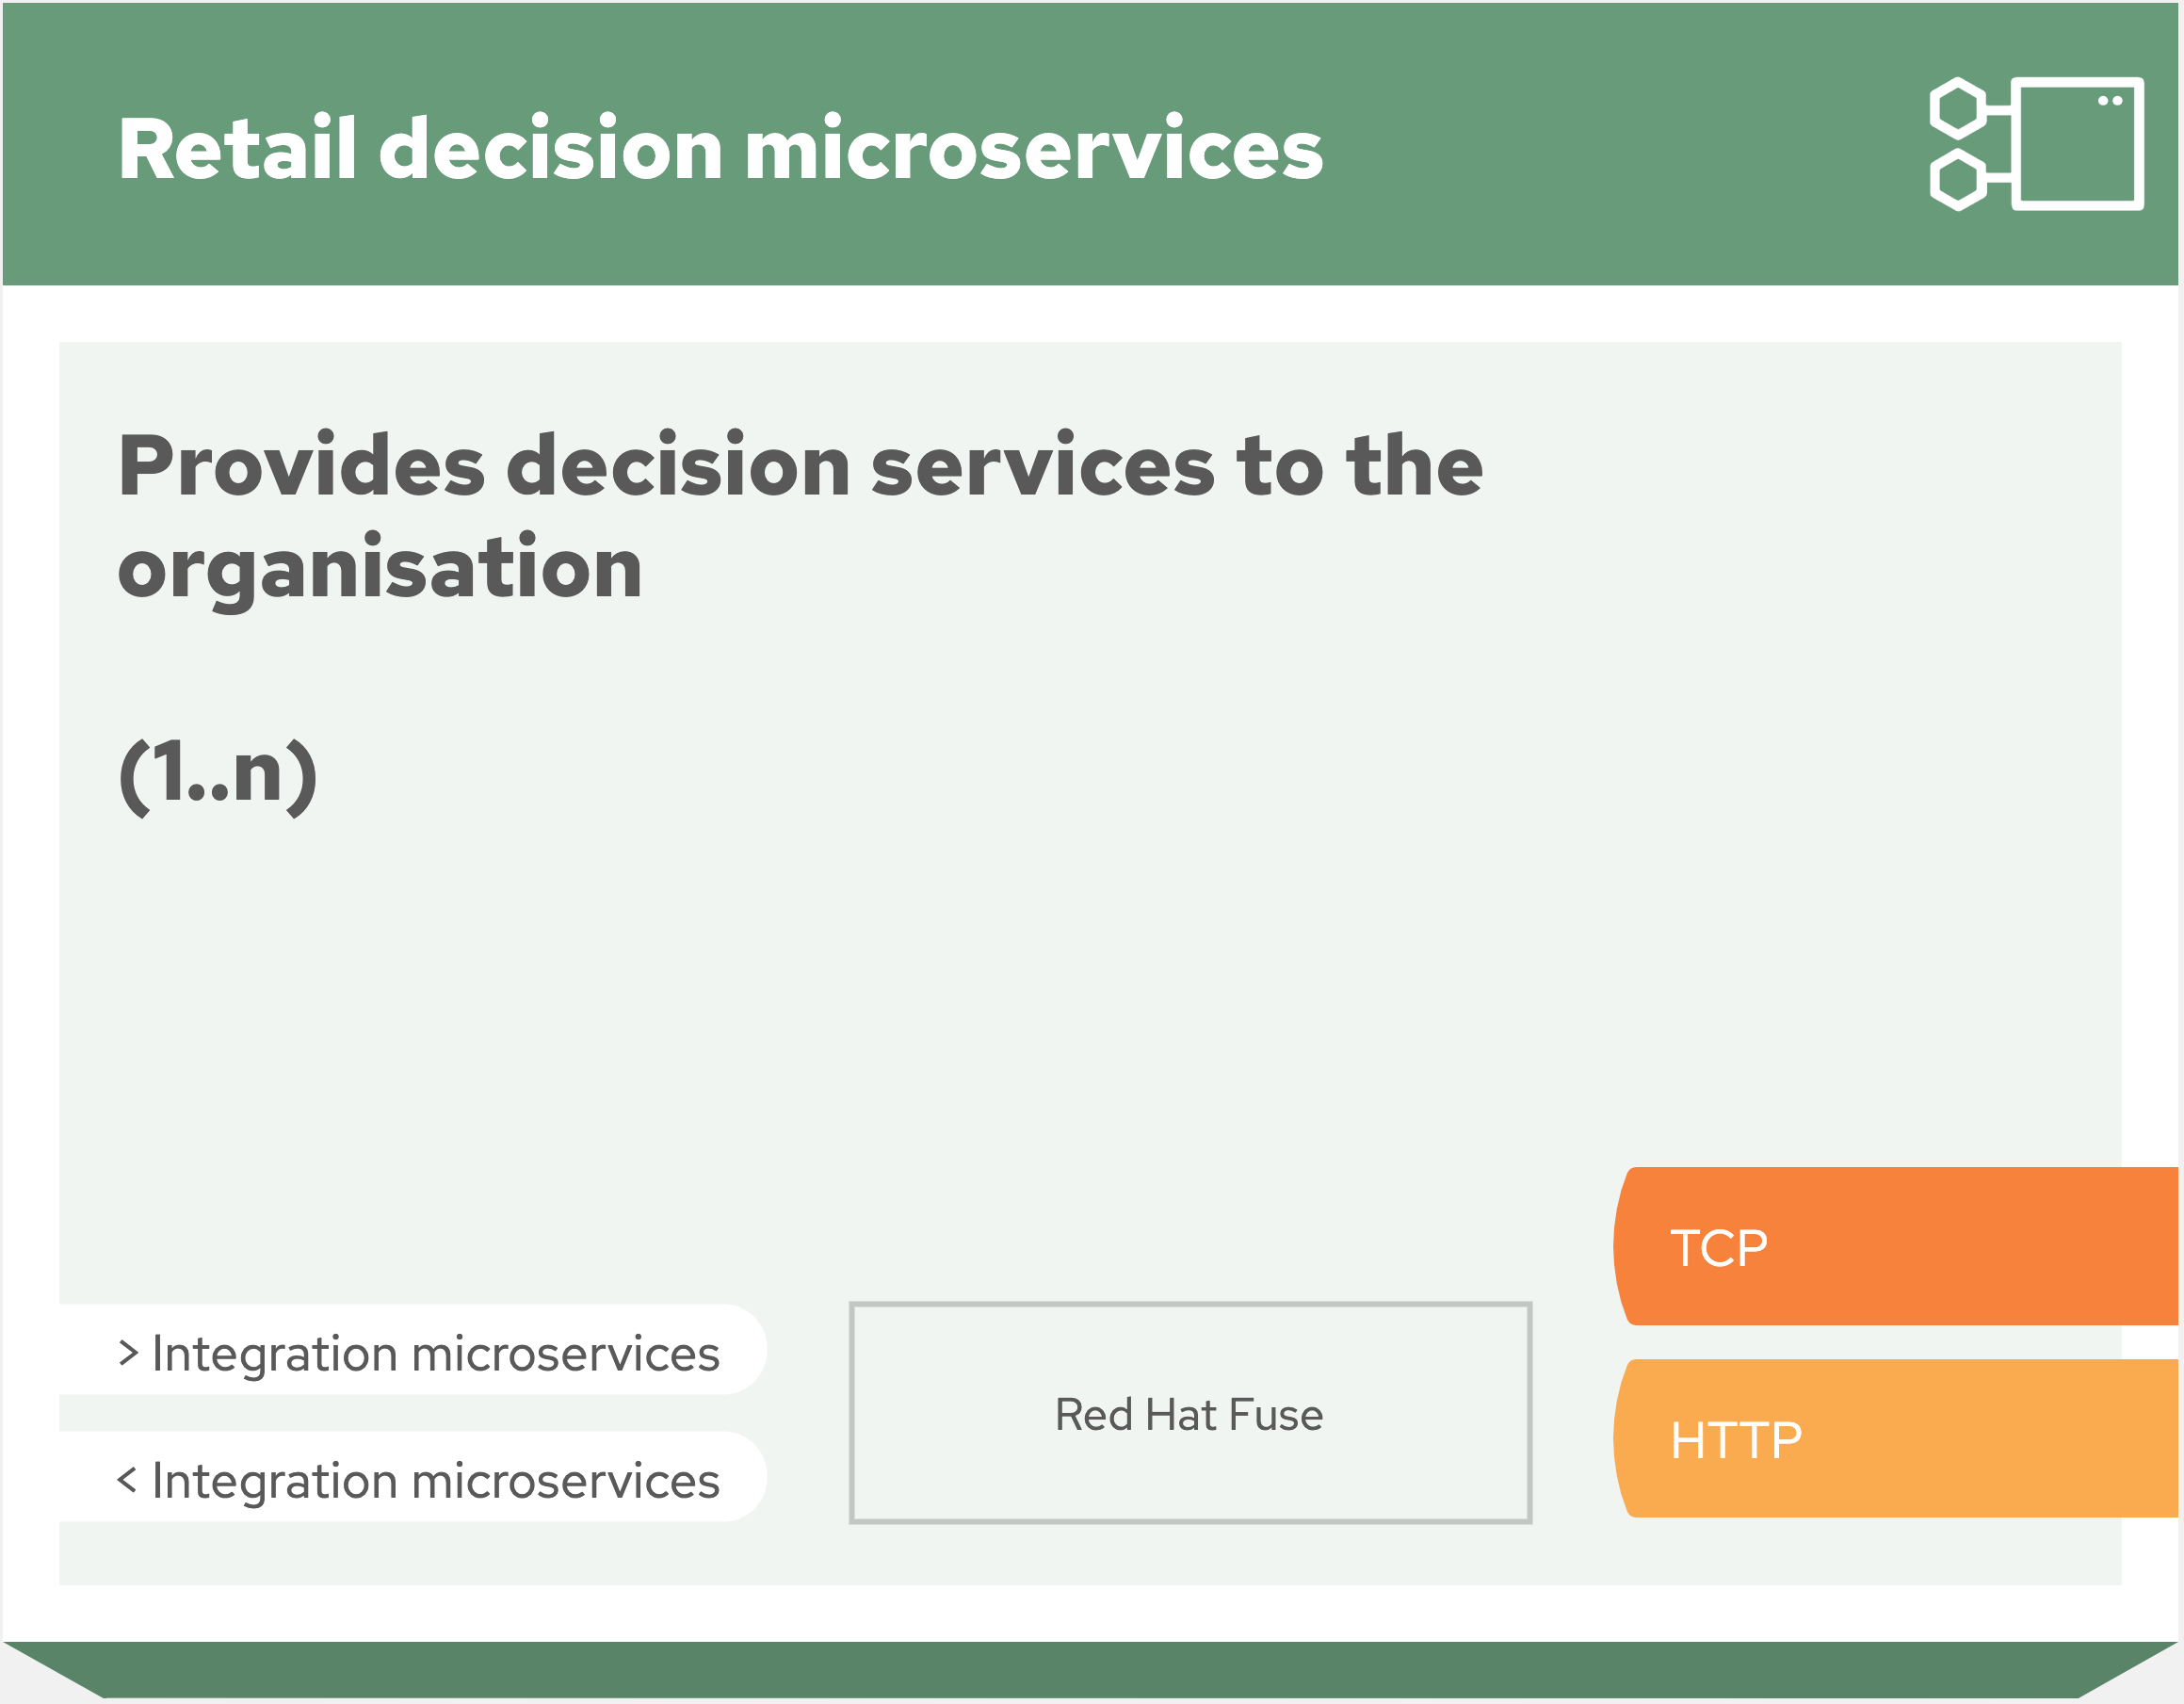 Retail decision microservices
Provides decision services to the
organisation
(1..n)
> Integration microservices
< Integration microservices
Red Hat Fuse
TCP
HTTP